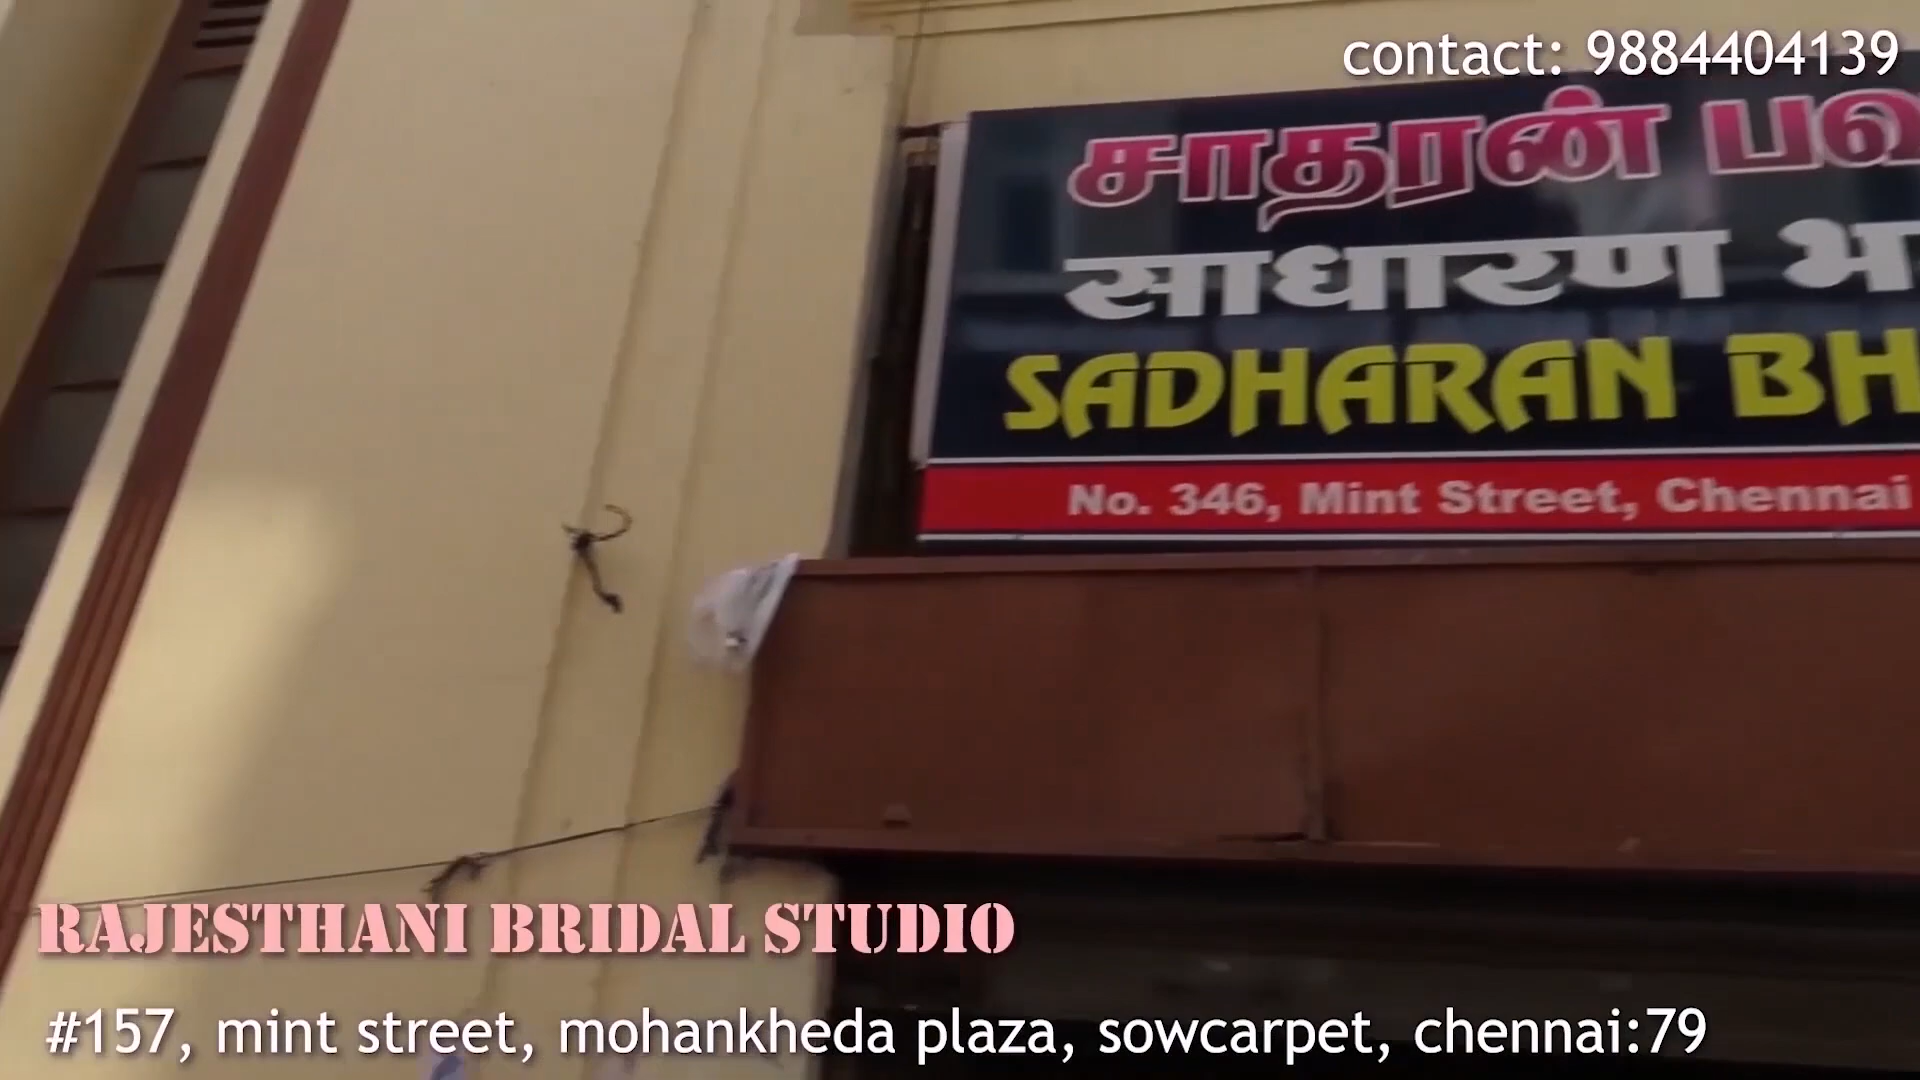 contact: 9884404139
சாதரன் பவ
साधारण भ
SADHARAN BH
No. 346, Mint Street, Chennai
RAJESTHANI BRIDAL STUDIO
#157, mint street, mohankheda plaza, sowcarpet, chennai:79